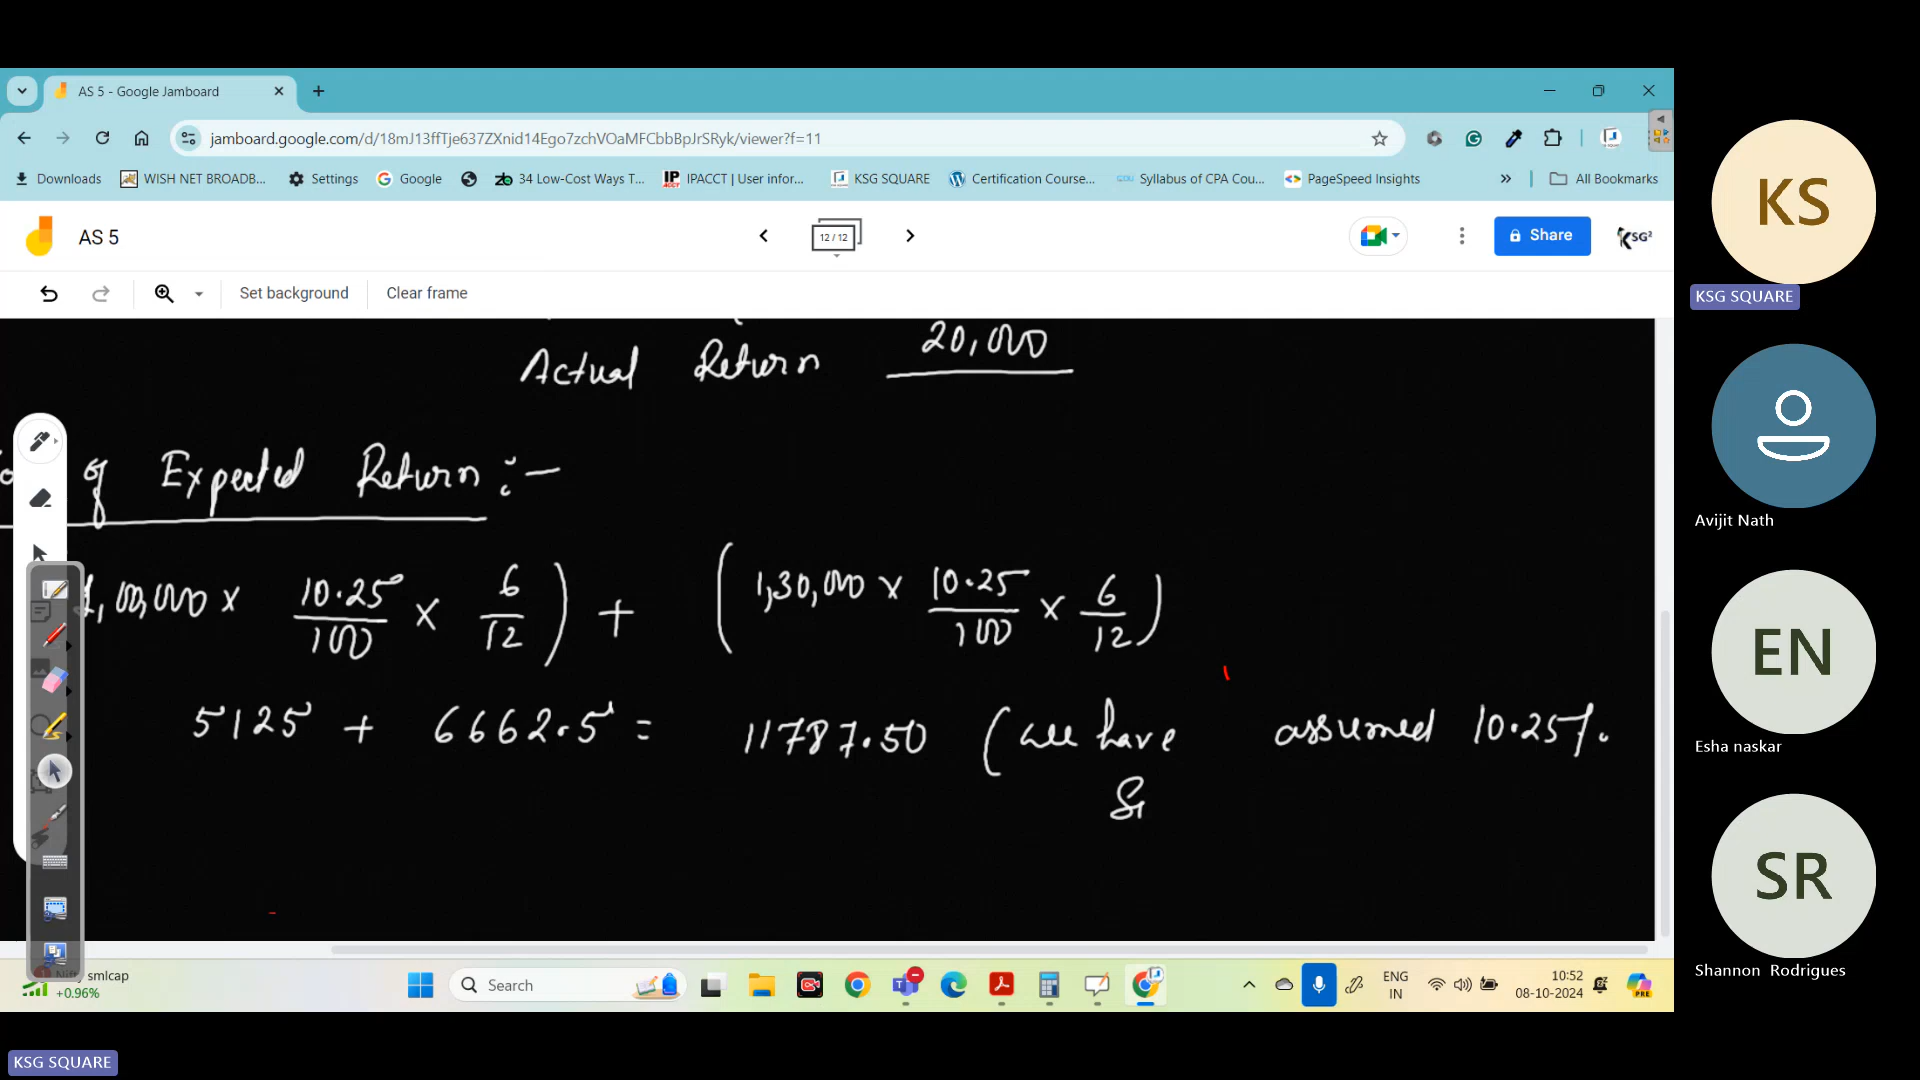 AS 5 - Google Jamboard
jamboard.google.com/d/18mJ13ffTje637ZXnid14Ego7zchVOaMFCbbBpJrSRyk/viewer?f=11
Downloads WISH NET BROADB... Settings Google 34 Low-Cost Ways T... IPACCT | User infor... KSG SQUARE Certification Course... Syllabus of CPA Cou... PageSpeed Insights » All Bookmarks
AS 5 12 / 12 Share KSG²
Set background Clear frame
20,000
Actual Return
of Expected Return :-
1,00,000 × 10.25/100 × 6/12 ) + ( 1,30,000 × 10.25/100 × 6/12 )
5125 + 6662.5 = 11787.50 (we have assumed 10.25%.
KS
KSG SQUARE
Avijit Nath
EN
Esha naskar
SR
Shannon Rodrigues
smlcap
+0.96%
Search
ENG
IN
10:52
08-10-2024
PRE
KSG SQUARE